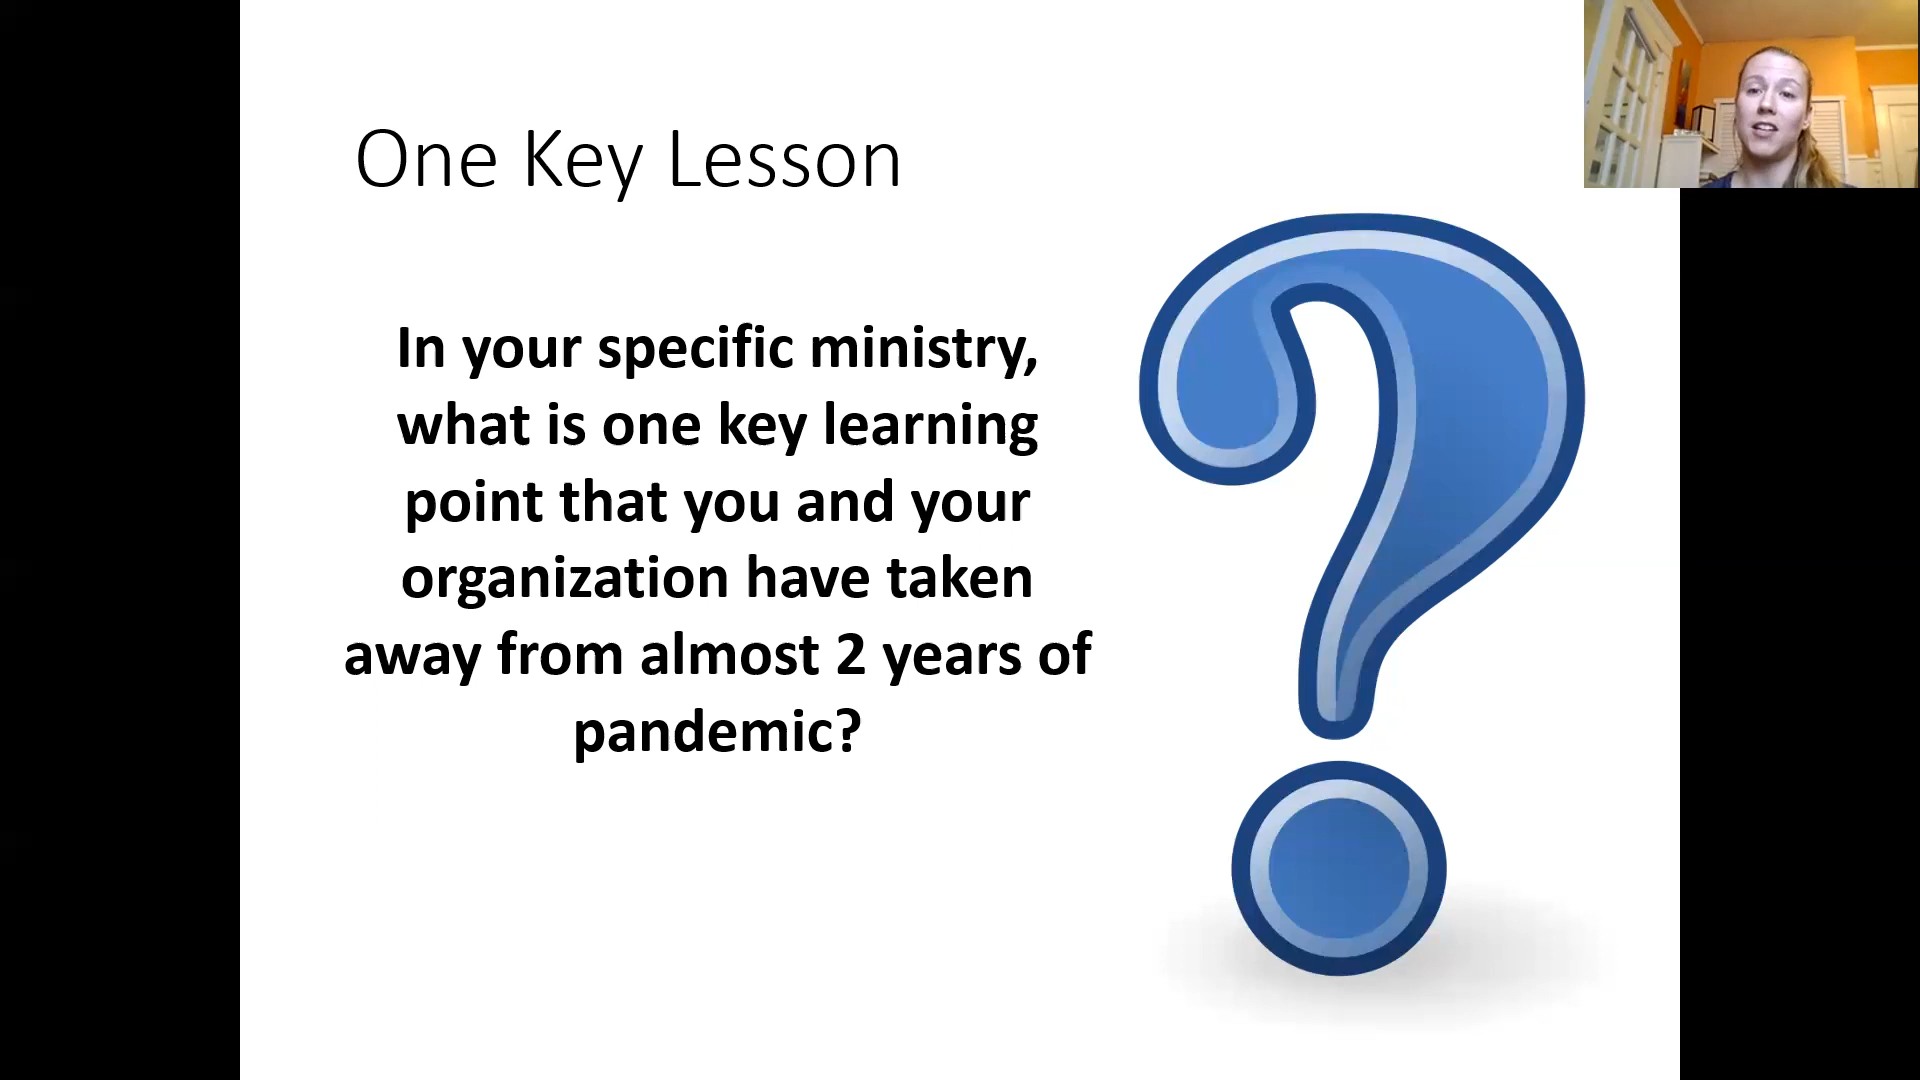 One Key Lesson
In your specific ministry,
what is one key learning
point that you and your
organization have taken
away from almost 2 years of
pandemic?